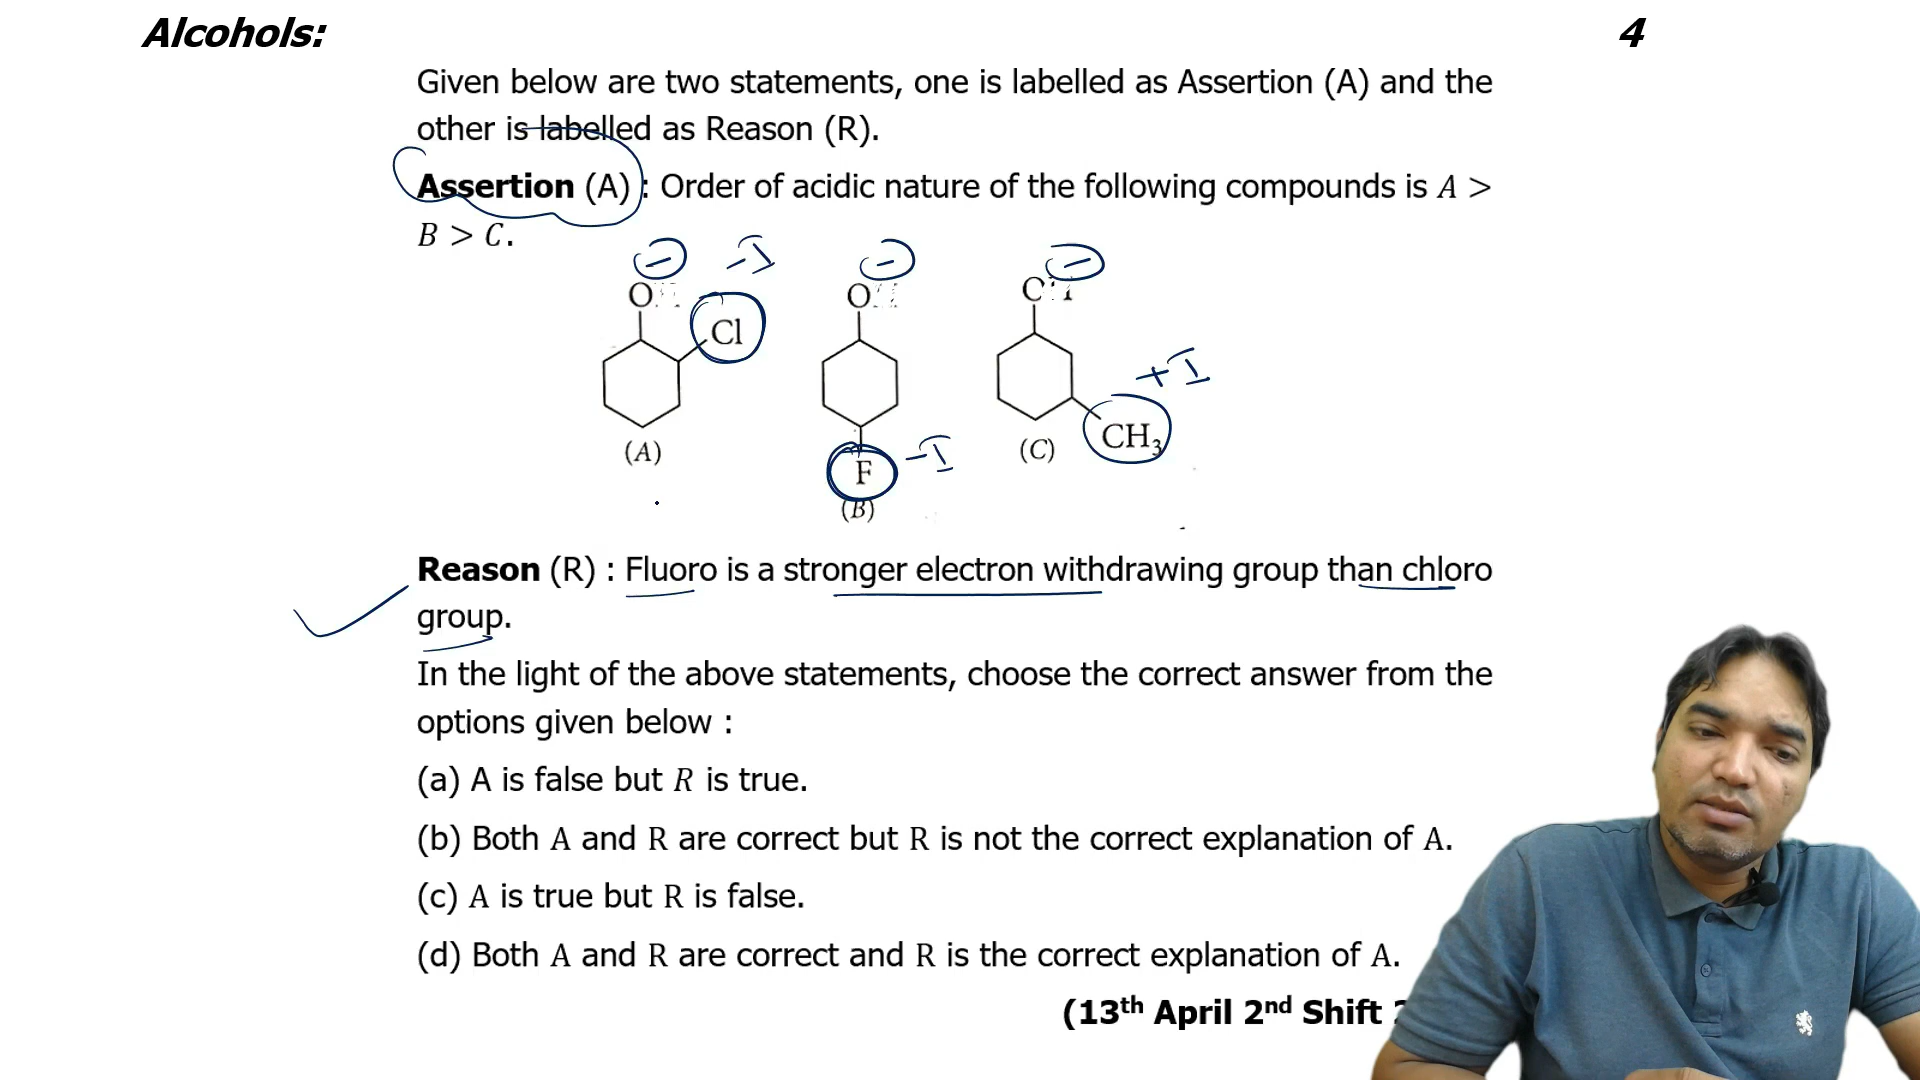 Alcohols: 4
Given below are two statements, one is labelled as Assertion (A) and the
other is labelled as Reason (R).
Assertion (A) : Order of acidic nature of the following compounds is A >
B > C.
− −I − −
O Cl O
+I
CH₃
(A) F −I (C)
(B)
Reason (R) : Fluoro is a stronger electron withdrawing group than chloro
group.
In the light of the above statements, choose the correct answer from the
options given below :
(a) A is false but R is true.
(b) Both A and R are correct but R is not the correct explanation of A.
(c) A is true but R is false.
(d) Both A and R are correct and R is the correct explanation of A.
(13th April 2nd Shift